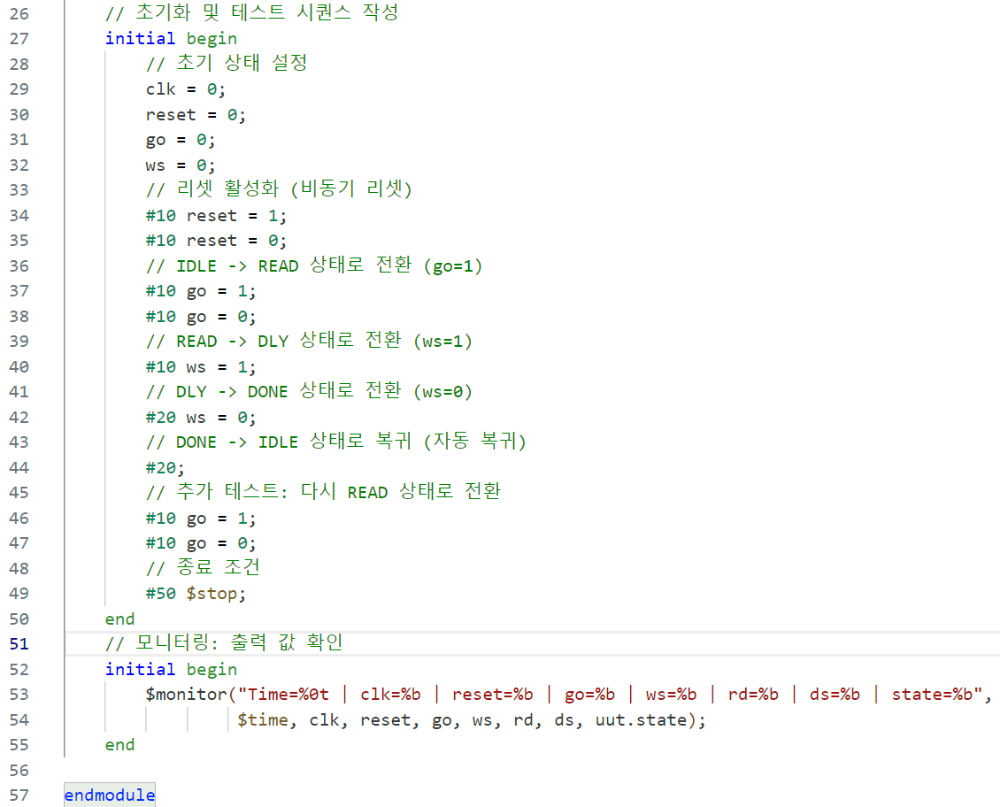 26 // 초기화 및 테스트 시퀀스 작성
27 initial begin
28 // 초기 상태 설정
29 clk = 0;
30 reset = 0;
31 go = 0;
32 ws = 0;
33 // 리셋 활성화 (비동기 리셋)
34 #10 reset = 1;
35 #10 reset = 0;
36 // IDLE -> READ 상태로 전환 (go=1)
37 #10 go = 1;
38 #10 go = 0;
39 // READ -> DLY 상태로 전환 (ws=1)
40 #10 ws = 1;
41 // DLY -> DONE 상태로 전환 (ws=0)
42 #20 ws = 0;
43 // DONE -> IDLE 상태로 복귀 (자동 복귀)
44 #20;
45 // 추가 테스트: 다시 READ 상태로 전환
46 #10 go = 1;
47 #10 go = 0;
48 // 종료 조건
49 #50 $stop;
50 end
51 // 모니터링: 출력 값 확인
52 initial begin
53 $monitor("Time=%0t | clk=%b | reset=%b | go=%b | ws=%b | rd=%b | ds=%b | state=%b",
54 $time, clk, reset, go, ws, rd, ds, uut.state);
55 end
56
57 endmodule